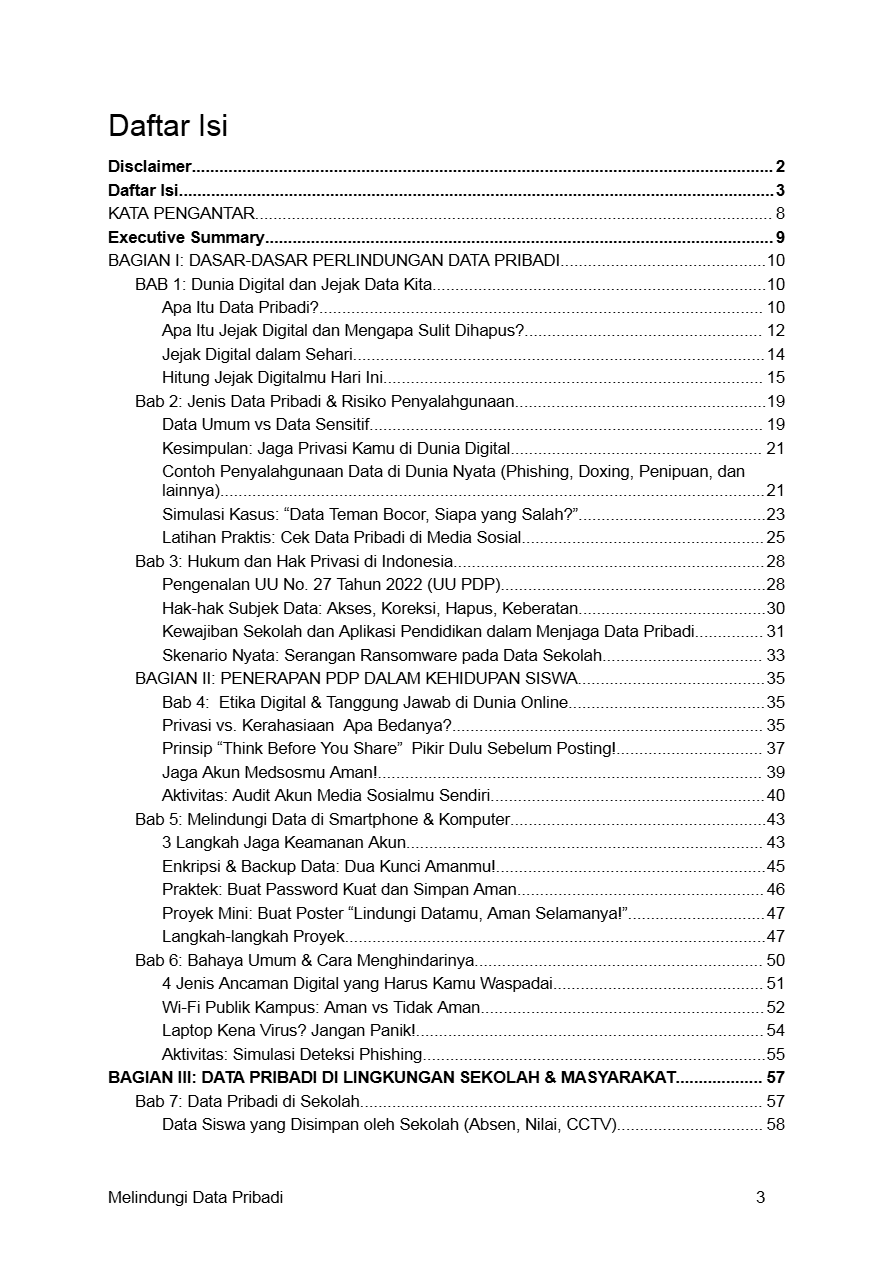 Daftar Isi
Disclaimer.......... 2
Daftar Isi.......... 3
KATA PENGANTAR.......... 8
Executive Summary.......... 9
BAGIAN I: DASAR-DASAR PERLINDUNGAN DATA PRIBADI..........10
BAB 1: Dunia Digital dan Jejak Data Kita..........10
Apa Itu Data Pribadi?.......... 10
Apa Itu Jejak Digital dan Mengapa Sulit Dihapus?.......... 12
Jejak Digital dalam Sehari..........14
Hitung Jejak Digitalmu Hari Ini.......... 15
Bab 2: Jenis Data Pribadi & Risiko Penyalahgunaan..........19
Data Umum vs Data Sensitif.......... 19
Kesimpulan: Jaga Privasi Kamu di Dunia Digital.......... 21
Contoh Penyalahgunaan Data di Dunia Nyata (Phishing, Doxing, Penipuan, dan
lainnya)..........21
Simulasi Kasus: “Data Teman Bocor, Siapa yang Salah?”..........23
Latihan Praktis: Cek Data Pribadi di Media Sosial..........25
Bab 3: Hukum dan Hak Privasi di Indonesia..........28
Pengenalan UU No. 27 Tahun 2022 (UU PDP)..........28
Hak-hak Subjek Data: Akses, Koreksi, Hapus, Keberatan..........30
Kewajiban Sekolah dan Aplikasi Pendidikan dalam Menjaga Data Pribadi.......... 31
Skenario Nyata: Serangan Ransomware pada Data Sekolah.......... 33
BAGIAN II: PENERAPAN PDP DALAM KEHIDUPAN SISWA..........35
Bab 4:  Etika Digital & Tanggung Jawab di Dunia Online..........35
Privasi vs. Kerahasiaan  Apa Bedanya?.......... 35
Prinsip “Think Before You Share”  Pikir Dulu Sebelum Posting!.......... 37
Jaga Akun Medsosmu Aman!.......... 39
Aktivitas: Audit Akun Media Sosialmu Sendiri..........40
Bab 5: Melindungi Data di Smartphone & Komputer..........43
3 Langkah Jaga Keamanan Akun.......... 43
Enkripsi & Backup Data: Dua Kunci Amanmu!..........45
Praktek: Buat Password Kuat dan Simpan Aman.......... 46
Proyek Mini: Buat Poster “Lindungi Datamu, Aman Selamanya!”..........47
Langkah-langkah Proyek..........47
Bab 6: Bahaya Umum & Cara Menghindarinya.......... 50
4 Jenis Ancaman Digital yang Harus Kamu Waspadai.......... 51
Wi-Fi Publik Kampus: Aman vs Tidak Aman..........52
Laptop Kena Virus? Jangan Panik!.......... 54
Aktivitas: Simulasi Deteksi Phishing..........55
BAGIAN III: DATA PRIBADI DI LINGKUNGAN SEKOLAH & MASYARAKAT.......... 57
Bab 7: Data Pribadi di Sekolah.......... 57
Data Siswa yang Disimpan oleh Sekolah (Absen, Nilai, CCTV).......... 58
Melindungi Data Pribadi 3